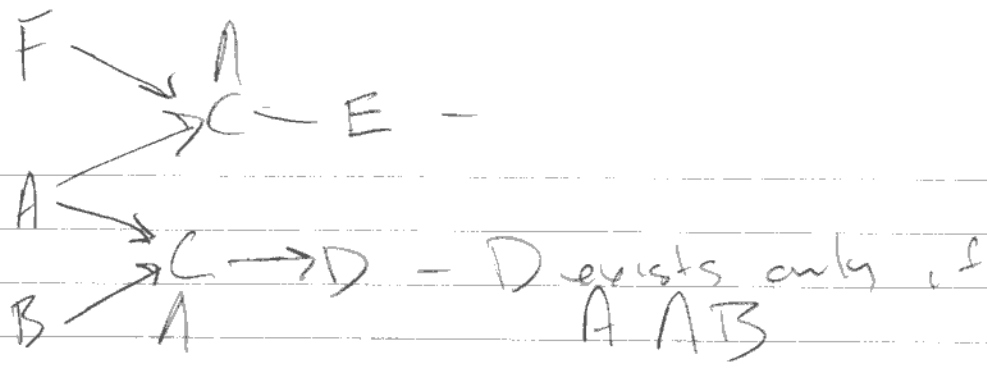 F
Λ
C — E —
A
C → D – D exists only if
B Λ A Λ B